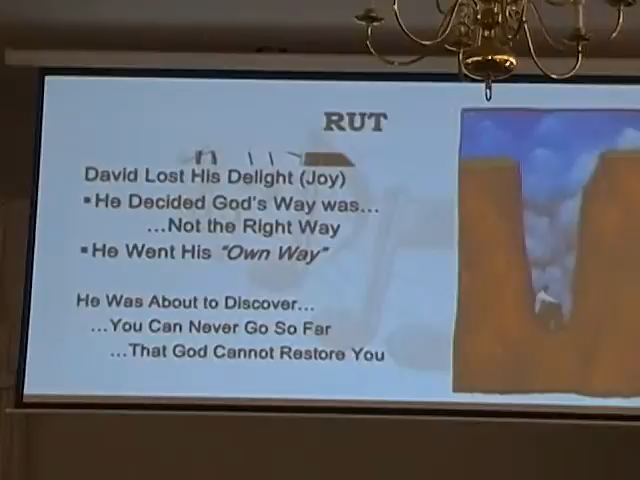 RUT
David Lost His Delight (Joy)
▪He Decided God's Way was...
...Not the Right Way
▪He Went His "Own Way"
He Was About to Discover...
...You Can Never Go So Far
...That God Cannot Restore You